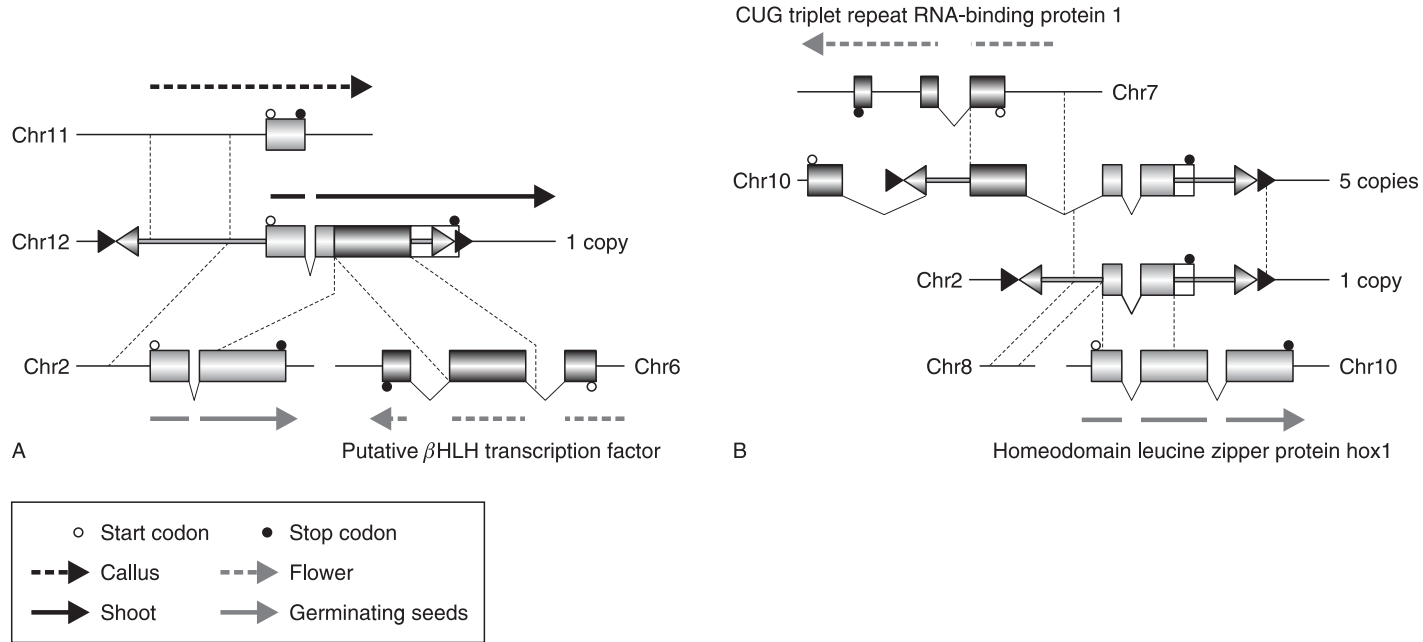 CUG triplet repeat RNA-binding protein 1
Chr7
Chr11
Chr10
5 copies
Chr12
1 copy
Chr2
1 copy
Chr2
Chr6
Chr8
Chr10
A
Putative βHLH transcription factor
B
Homeodomain leucine zipper protein hox1
Start codon
Stop codon
Callus
Flower
Shoot
Germinating seeds